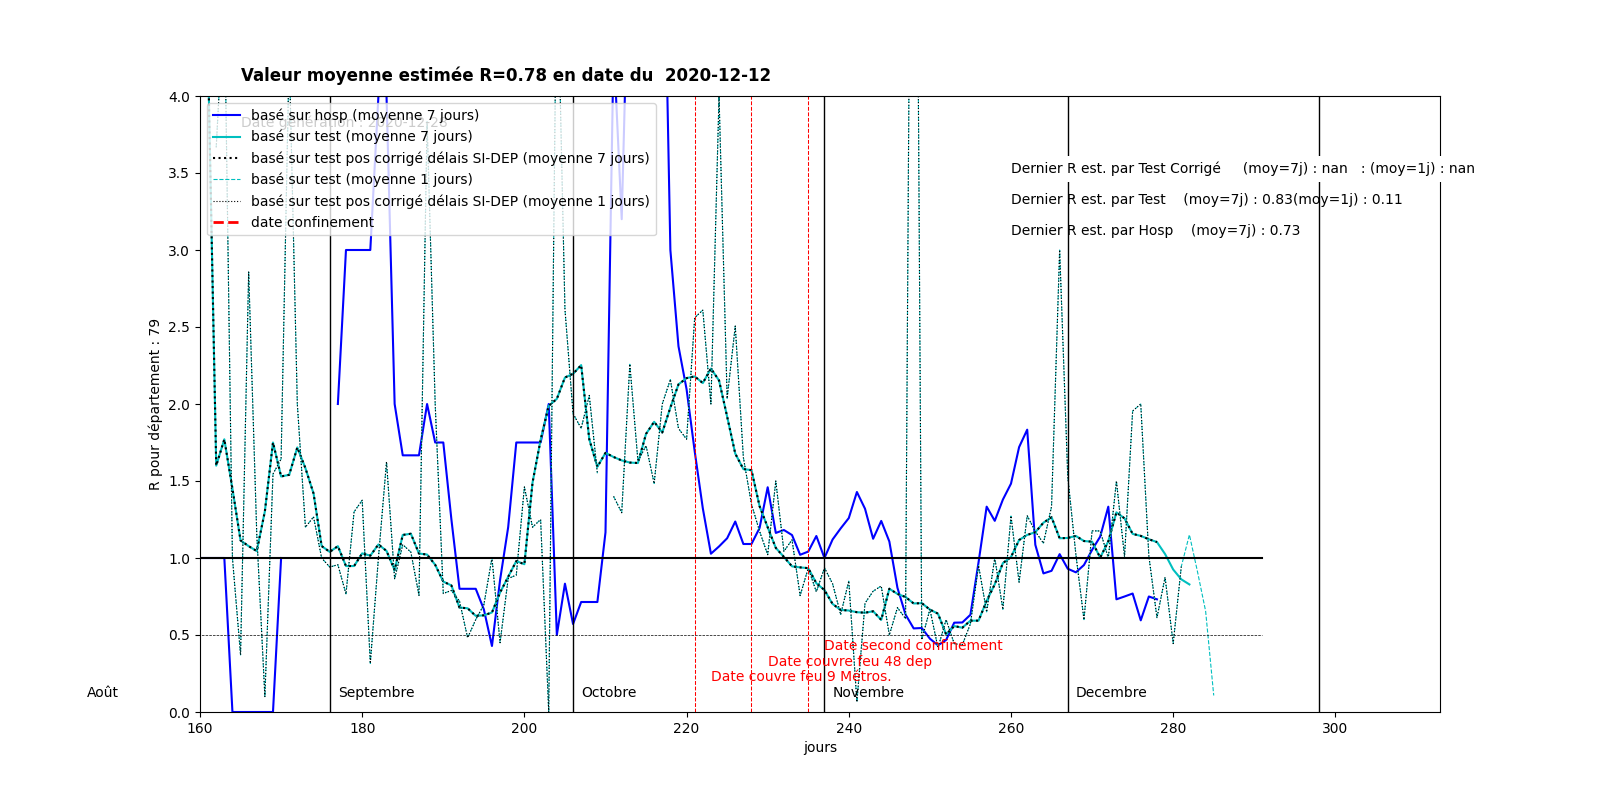 Valeur moyenne estimée R=0.78 en date du  2020-12-12
4.0
3.5
3.0
2.5
2.0
1.5
1.0
0.5
0.0
R pour département : 79
basé sur hosp (moyenne 7 jours)
basé sur test (moyenne 7 jours)
basé sur test pos corrigé délais SI-DEP (moyenne 7 jours)
basé sur test (moyenne 1 jours)
basé sur test pos corrigé délais SI-DEP (moyenne 1 jours)
date confinement
Dernier R est. par Test Corrigé     (moy=7j) : nan   : (moy=1j) : nan
Dernier R est. par Test    (moy=7j) : 0.83(moy=1j) : 0.11
Dernier R est. par Hosp    (moy=7j) : 0.73
Date second confinement
Date couvre feu 48 dep
Date couvre feu 9 Métros.
Août
Septembre
Octobre
Novembre
Decembre
160
180
200
220
240
260
280
300
jours